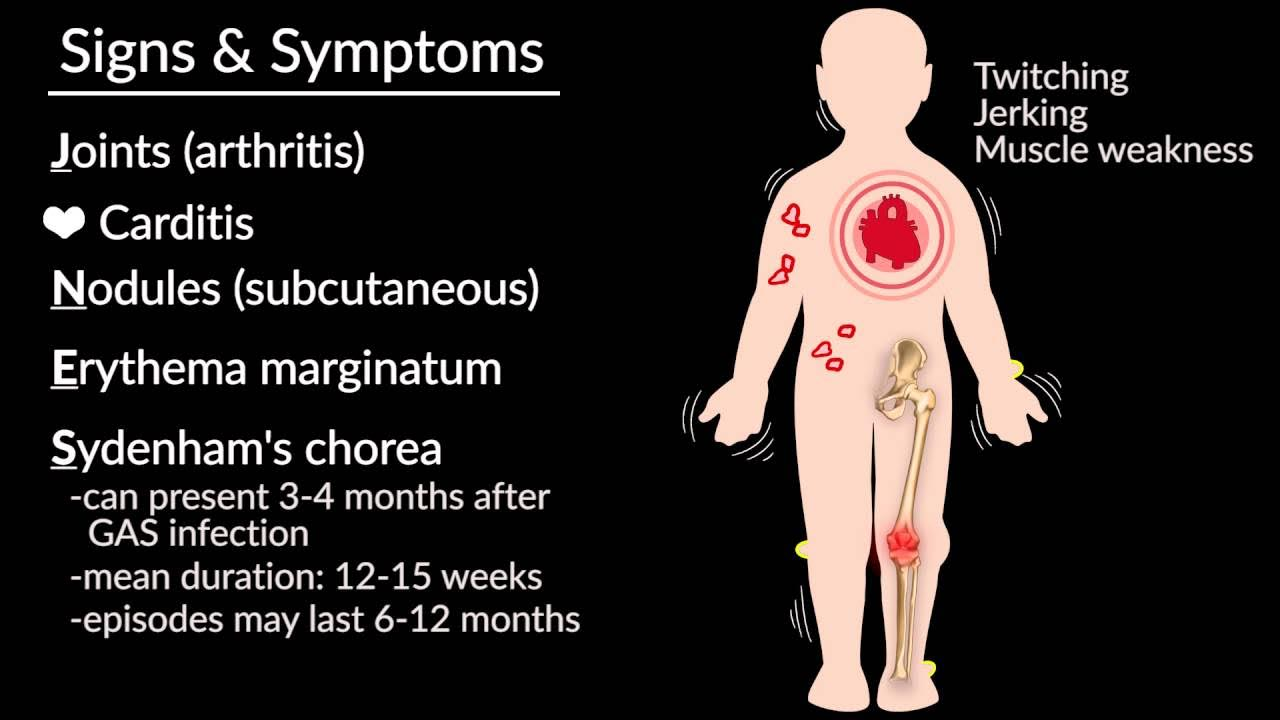 Signs & Symptoms
Joints (arthritis)
❤ Carditis
Nodules (subcutaneous)
Erythema marginatum
Sydenham's chorea
-can present 3-4 months after
GAS infection
-mean duration: 12-15 weeks
-episodes may last 6-12 months
Twitching
Jerking
Muscle weakness